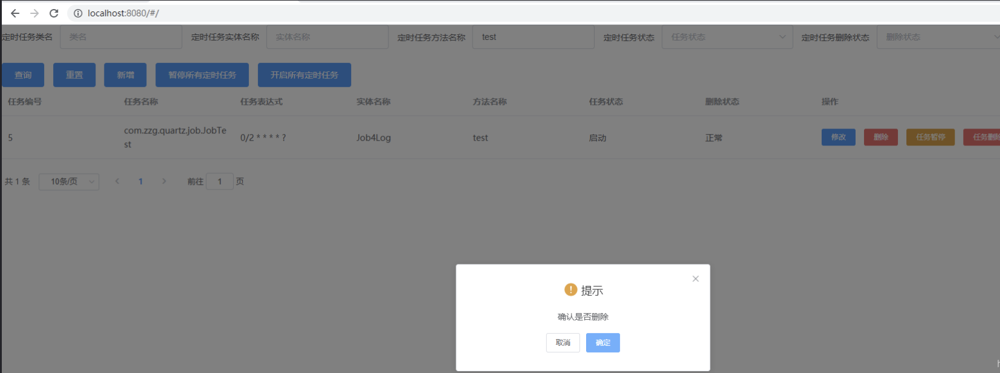 localhost:8080/#/
定时任务类名 类名 定时任务实体名称 实体名称 定时任务方法名称 test 定时任务状态 任务状态 定时任务删除状态 删除状态
查询 重置 新增 暂停所有定时任务 开启所有定时任务
任务编号 任务名称 任务表达式 实体名称 方法名称 任务状态 删除状态 操作
5 com.zzg.quartz.job.JobTe
st 0/2 * * * * ? Job4Log test 启动 正常 修改 删除 任务暂停 任务删除
共 1 条 10条/页 1 前往 1 页
提示
确认是否删除
取消 确定